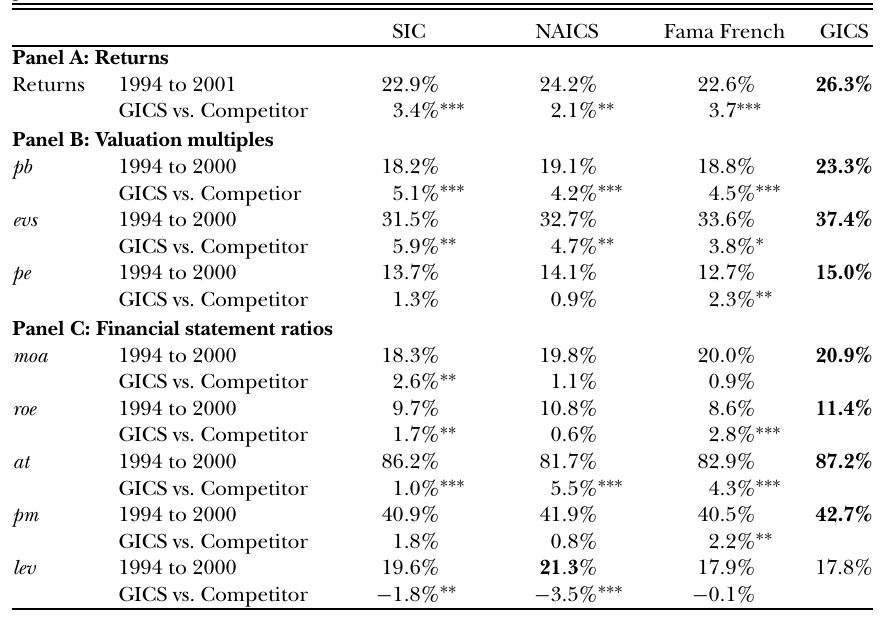 SIC NAICS Fama French GICS
Panel A: Returns
Returns 1994 to 2001 22.9% 24.2% 22.6% 26.3%
GICS vs. Competitor 3.4%*** 2.1%** 3.7***
Panel B: Valuation multiples
pb 1994 to 2000 18.2% 19.1% 18.8% 23.3%
GICS vs. Competior 5.1%*** 4.2%*** 4.5%***
evs 1994 to 2000 31.5% 32.7% 33.6% 37.4%
GICS vs. Competitor 5.9%** 4.7%** 3.8%*
pe 1994 to 2000 13.7% 14.1% 12.7% 15.0%
GICS vs. Competitor 1.3% 0.9% 2.3%**
Panel C: Financial statement ratios
moa 1994 to 2000 18.3% 19.8% 20.0% 20.9%
GICS vs. Competitor 2.6%** 1.1% 0.9%
roe 1994 to 2000 9.7% 10.8% 8.6% 11.4%
GICS vs. Competitor 1.7%** 0.6% 2.8%***
at 1994 to 2000 86.2% 81.7% 82.9% 87.2%
GICS vs. Competitor 1.0%*** 5.5%*** 4.3%***
pm 1994 to 2000 40.9% 41.9% 40.5% 42.7%
GICS vs. Competitor 1.8% 0.8% 2.2%**
lev 1994 to 2000 19.6% 21.3% 17.9% 17.8%
GICS vs. Competitor −1.8%** −3.5%*** −0.1%